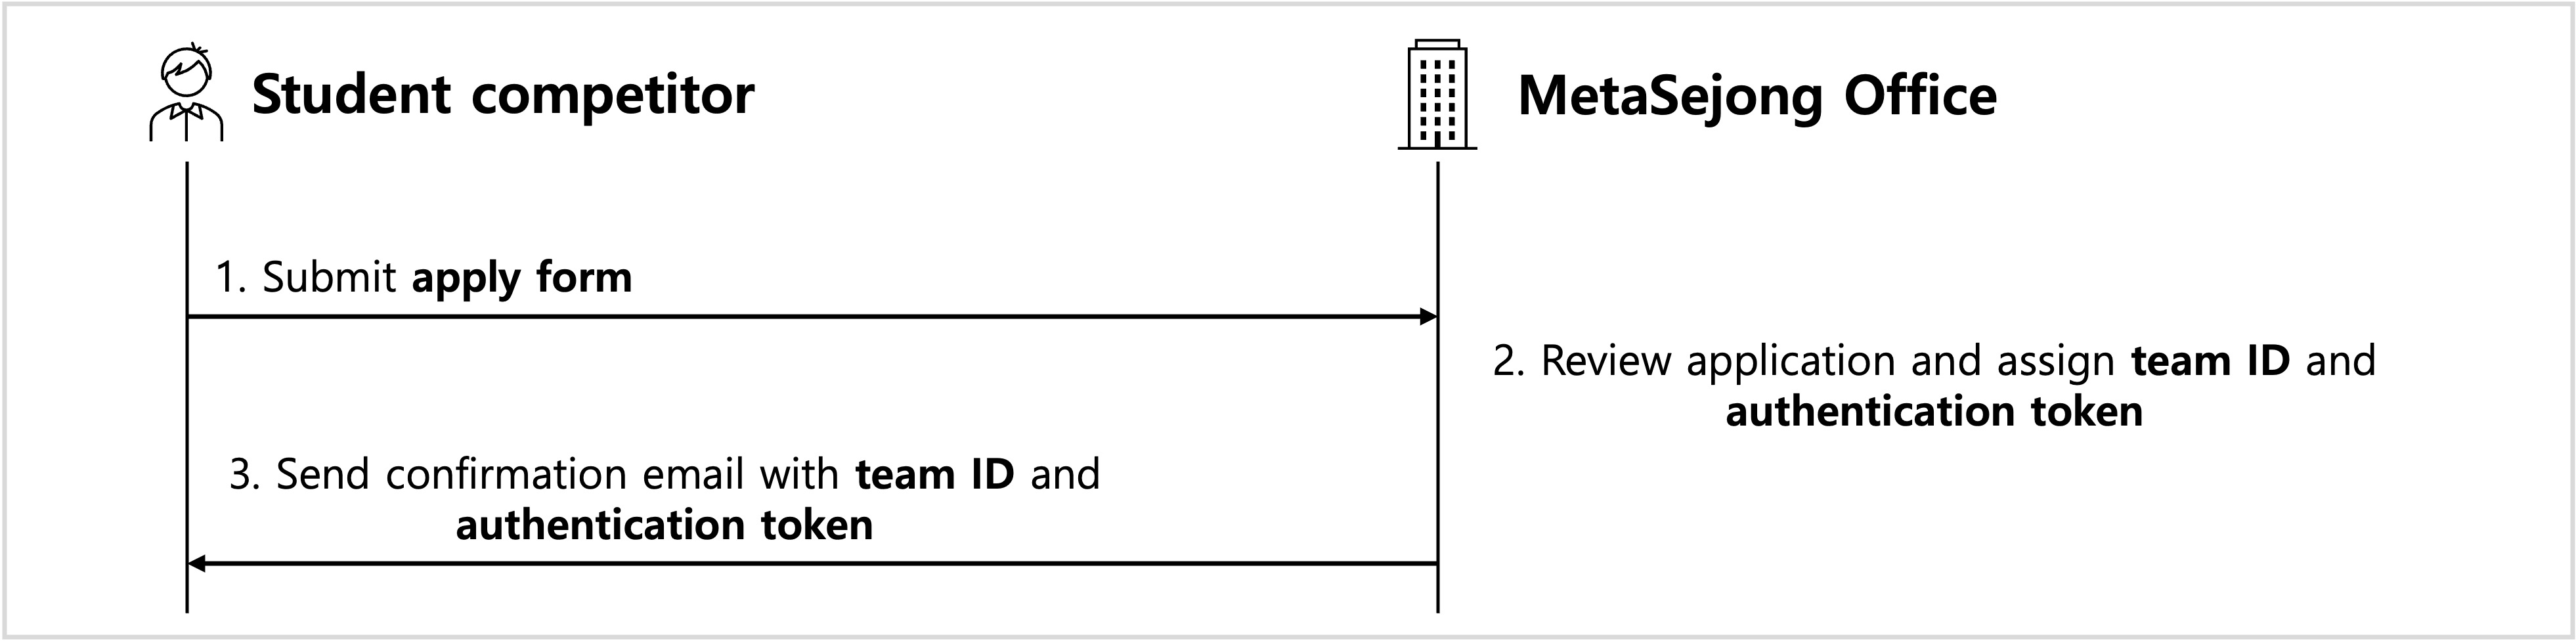 Student competitor
MetaSejong Office
1. Submit apply form
2. Review application and assign team ID and
authentication token
3. Send confirmation email with team ID and
authentication token